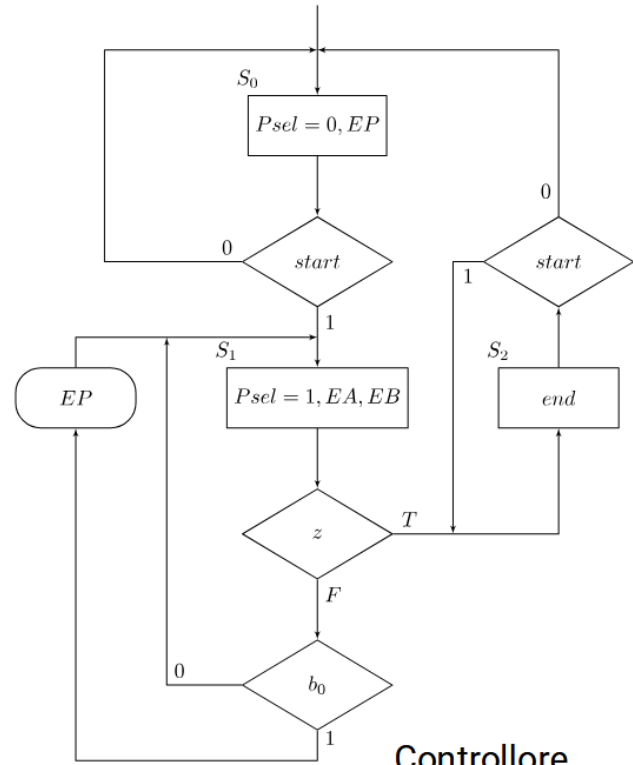 S₀
Psel = 0, EP
0
start
1
0
start
1
S₁
S₂
EP
Psel = 1, EA, EB
end
z
T
F
0
b₀
1
Controllore